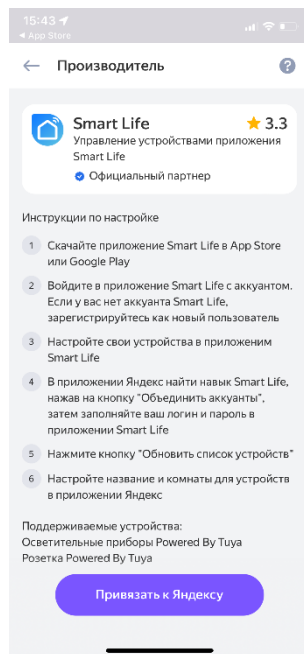 15:43
◀ App Store
← Производитель ?
Smart Life ★ 3.3
Управление устройствами приложения
Smart Life
Официальный партнер
Инструкции по настройке
1 Скачайте приложение Smart Life в App Store
или Google Play
2 Войдите в приложение Smart Life с аккаунтом.
Если у вас нет аккуанта Smart Life,
зарегистрируйтесь как новый пользователь
3 Настройте свои устройства в приложеним
Smart Life
4 В приложении Яндекс найти навык Smart Life,
нажав на кнопку "Объединить аккуанты",
затем заполняйте ваш логин и пароль в
приложении Smart Life
5 Нажмите кнопку "Обновить список устройств"
6 Настройте название и комнаты для устройств
в приложении Яндекс
Поддерживаемые устройства:
Осветительные приборы Powered By Tuya
Розетка Powered By Tuya
Привязать к Яндексу